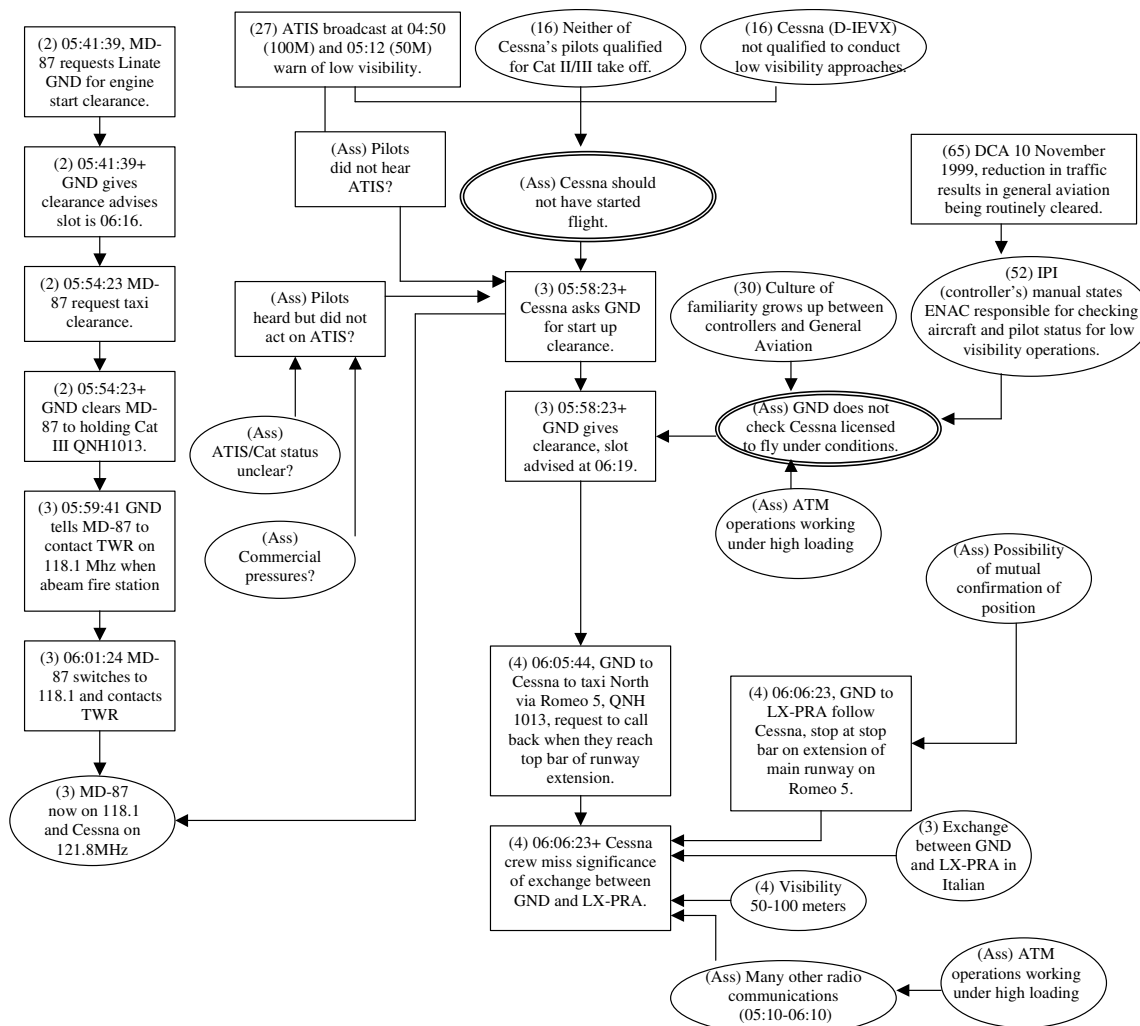 (2) 05:41:39, MD-
87 requests Linate
GND for engine
start clearance.
(27) ATIS broadcast at 04:50
(100M) and 05:12 (50M)
warn of low visibility.
(16) Neither of
Cessna's pilots qualified
for Cat II/III take off.
(16) Cessna (D-IEVX)
not qualified to conduct
low visibility approaches.
(2) 05:41:39+
GND gives
clearance advises
slot is 06:16.
(Ass) Pilots
did not hear
ATIS?
(Ass) Cessna should
not have started
flight.
(65) DCA 10 November
1999, reduction in traffic
results in general aviation
being routinely cleared.
(2) 05:54:23 MD-
87 request taxi
clearance.
(Ass) Pilots
heard but did not
act on ATIS?
(3) 05:58:23+
Cessna asks GND
for start up
clearance.
(30) Culture of
familiarity grows up between
controllers and General
Aviation
(52) IPI
(controller's) manual states
ENAC responsible for checking
aircraft and pilot status for low
visibility operations.
(2) 05:54:23+
GND clears MD-
87 to holding Cat
III QNH1013.
(Ass)
ATIS/Cat status
unclear?
(3) 05:58:23+
GND gives
clearance, slot
advised at 06:19.
(Ass) GND does not
check Cessna licensed
to fly under conditions.
(3) 05:59:41 GND
tells MD-87 to
contact TWR on
118.1 Mhz when
abeam fire station
(Ass)
Commercial
pressures?
(Ass) ATM
operations working
under high loading
(Ass) Possibility
of mutual
confirmation of
position
(3) 06:01:24 MD-
87 switches to
118.1 and contacts
TWR
(4) 06:05:44, GND to
Cessna to taxi North
via Romeo 5, QNH
1013, request to call
back when they reach
top bar of runway
extension.
(4) 06:06:23, GND to
LX-PRA follow
Cessna, stop at stop
bar on extension of
main runway on
Romeo 5.
(3) MD-87
now on 118.1
and Cessna on
121.8MHz
(4) 06:06:23+ Cessna
crew miss significance
of exchange between
GND and LX-PRA.
(3) Exchange
between GND
and LX-PRA in
Italian
(4) Visibility
50-100 meters
(Ass) Many other radio
communications
(05:10-06:10)
(Ass) ATM
operations working
under high loading